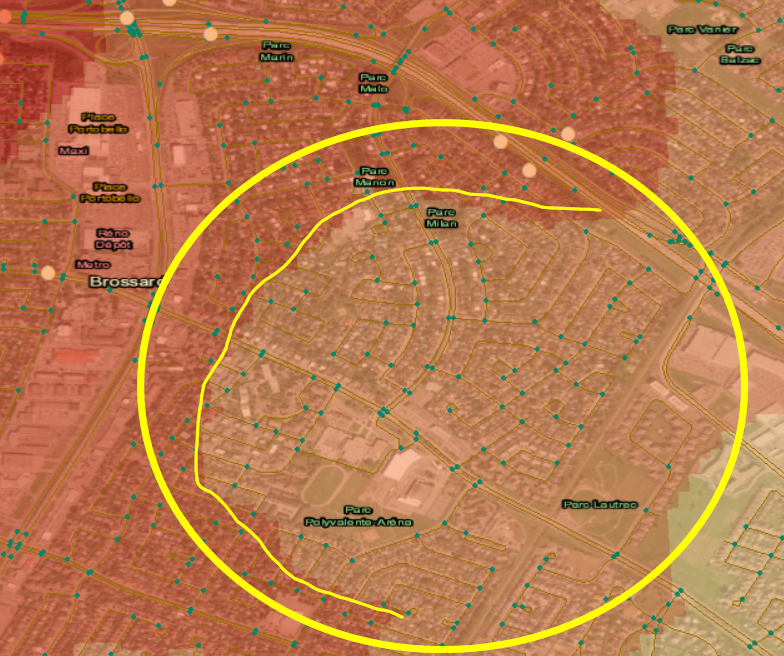 Parc Vanier
Parc
Balzac
Parc
Marin
Parc
Malo
Place
Portobello
Maxi
Parc
Manon
Place
Portobello
Parc
Milan
Réno
Dépôt
Metro
Brossard
Parc Lautrec
Parc
Polyvalente-Aréna